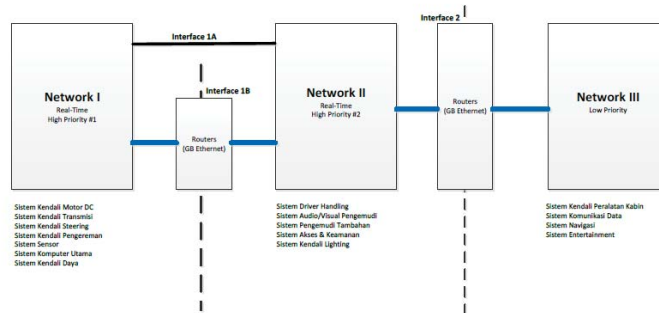 Interface 1A
Interface 2
Interface 1B
Network I
Real-Time
High Priority #1
Routers
(GB Ethernet)
Network II
Real-Time
High Priority #2
Routers
(GB Ethernet)
Network III
Low Priority
Sistem Kendali Motor DC
Sistem Kendali Transmisi
Sistem Kendali Steering
Sistem Kendali Pengereman
Sistem Sensor
Sistem Komputer Utama
Sistem Kendali Daya
Sistem Driver Handling
Sistem Audio/Visual Pengemudi
Sistem Pengemudi Tambahan
Sistem Akses & Keamanan
Sistem Kendali Lighting
Sistem Kendali Peralatan Kabin
Sistem Komunikasi Data
Sistem Navigasi
Sistem Entertainment